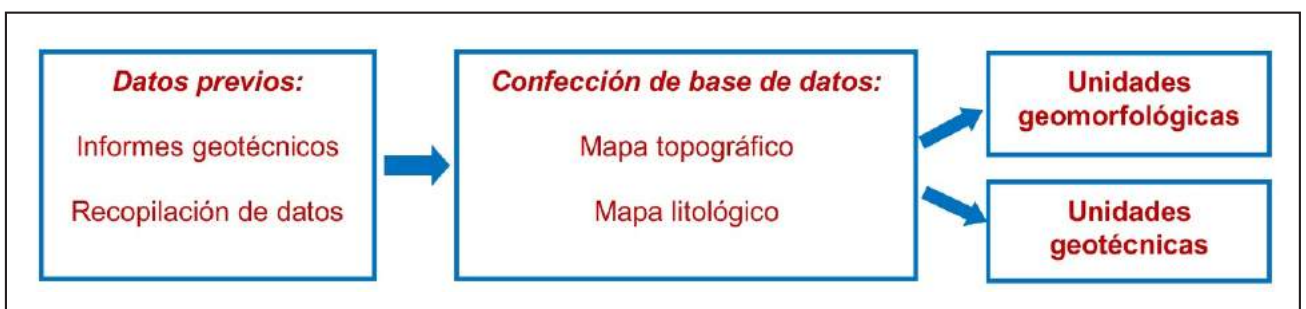 Datos previos:
Informes geotécnicos
Recopilación de datos
Confección de base de datos:
Mapa topográfico
Mapa litológico
Unidades
geomorfológicas
Unidades
geotécnicas